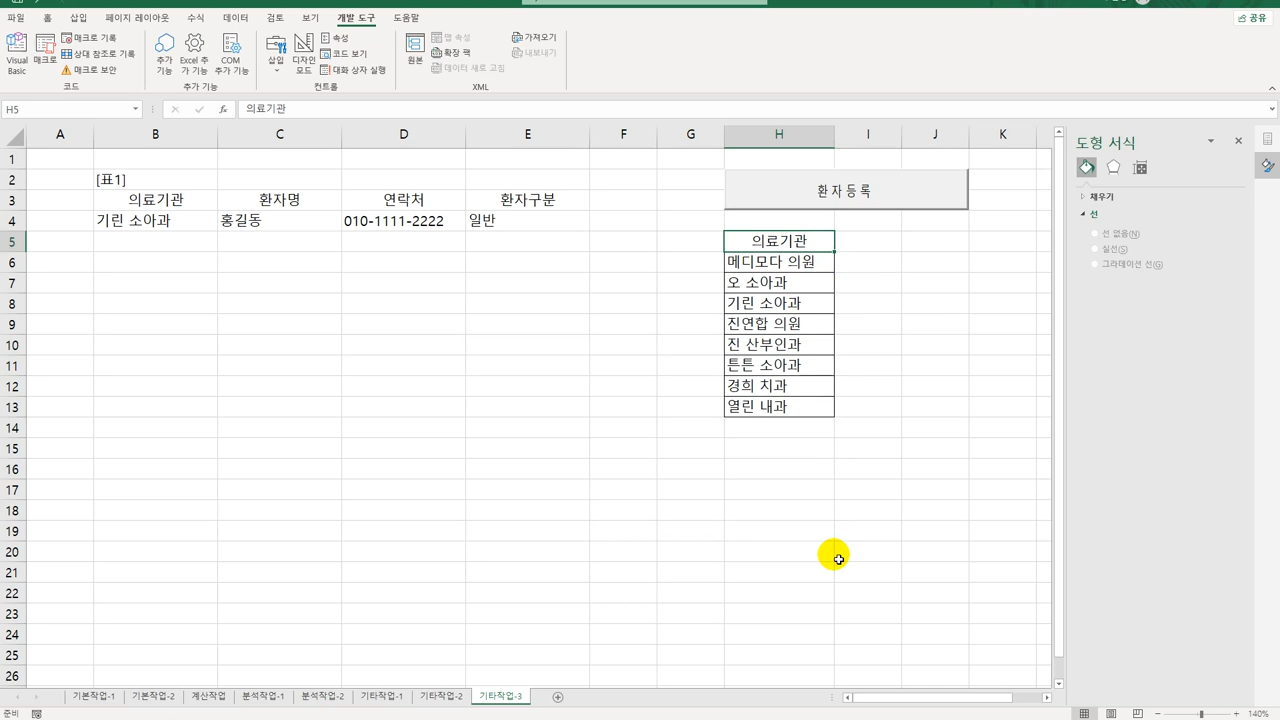 파일 홈 삽입 페이지 레이아웃 수식 데이터 검토 보기 개발 도구 도움말 공유
Visual Basic
매크로
매크로 기록
상대 참조로 기록
매크로 보안
코드
추가 기능
Excel 추가 기능
COM 추가 기능
추가 기능
삽입
디자인 모드
속성
코드 보기
대화 상자 실행
컨트롤
원본
맵 속성
확장 팩
데이터 새로 고침
가져오기
내보내기
XML
H5 fx 의료기관
A B C D E F G H I J K
1
2 [표1]
환자등록
3 의료기관 환자명 연락처 환자구분
4 기린 소아과 홍길동 010-1111-2222 일반
5 의료기관
6 메디모다 의원
7 오 소아과
8 기린 소아과
9 진연합 의원
10 진 산부인과
11 튼튼 소아과
12 경희 치과
13 열린 내과
14
15
16
17
18
19
20
21
22
23
24
25
26
도형 서식
채우기
선
선 없음(N)
실선(S)
그라데이션 선(G)
기본작업-1 기본작업-2 계산작업 분석작업-1 분석작업-2 기타작업-1 기타작업-2 기타작업-3
준비 140%